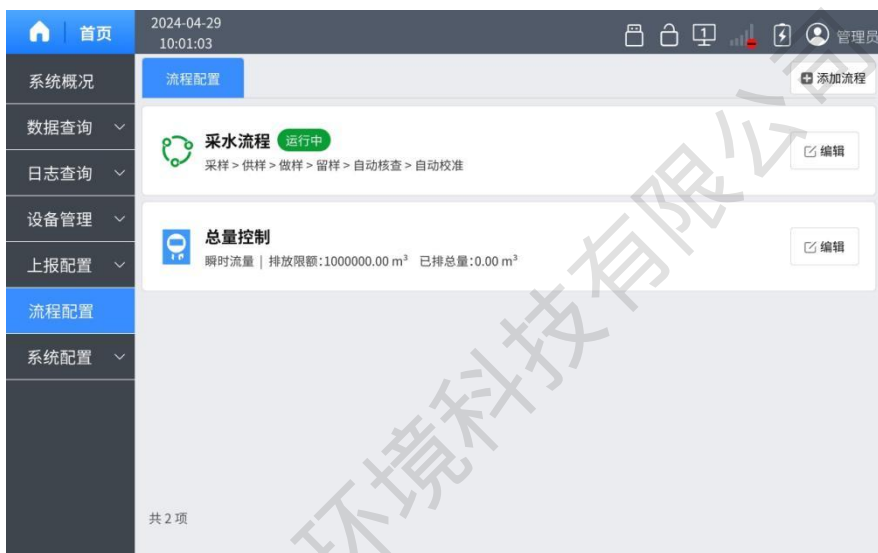 首页
2024-04-29
10:01:03
1
管理员
系统概况
数据查询
日志查询
设备管理
上报配置
流程配置
系统配置
流程配置
添加流程
采水流程 运行中
采样 > 供样 > 做样 > 留样 > 自动核查 > 自动校准
编辑
总量控制
瞬时流量 | 排放限额:1000000.00 m³ 已排总量:0.00 m³
编辑
共 2 项
环境科技有限公司